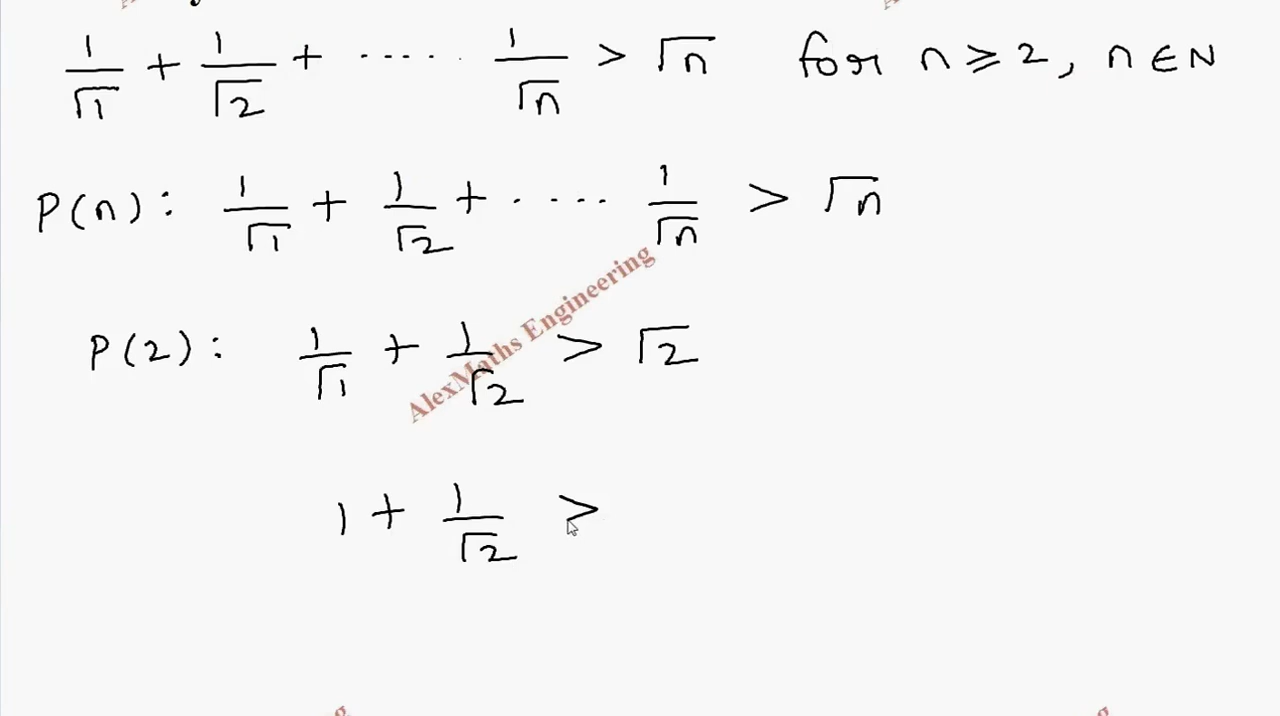 1/√1 + 1/√2 + ····· 1/√n > √n for n ≥ 2, n ∈ N
P(n) : 1/√1 + 1/√2 + ····· 1/√n > √n
P(2) : 1/√1 + 1/√2 > √2
AlexMaths Engineering
1 + 1/√2 >